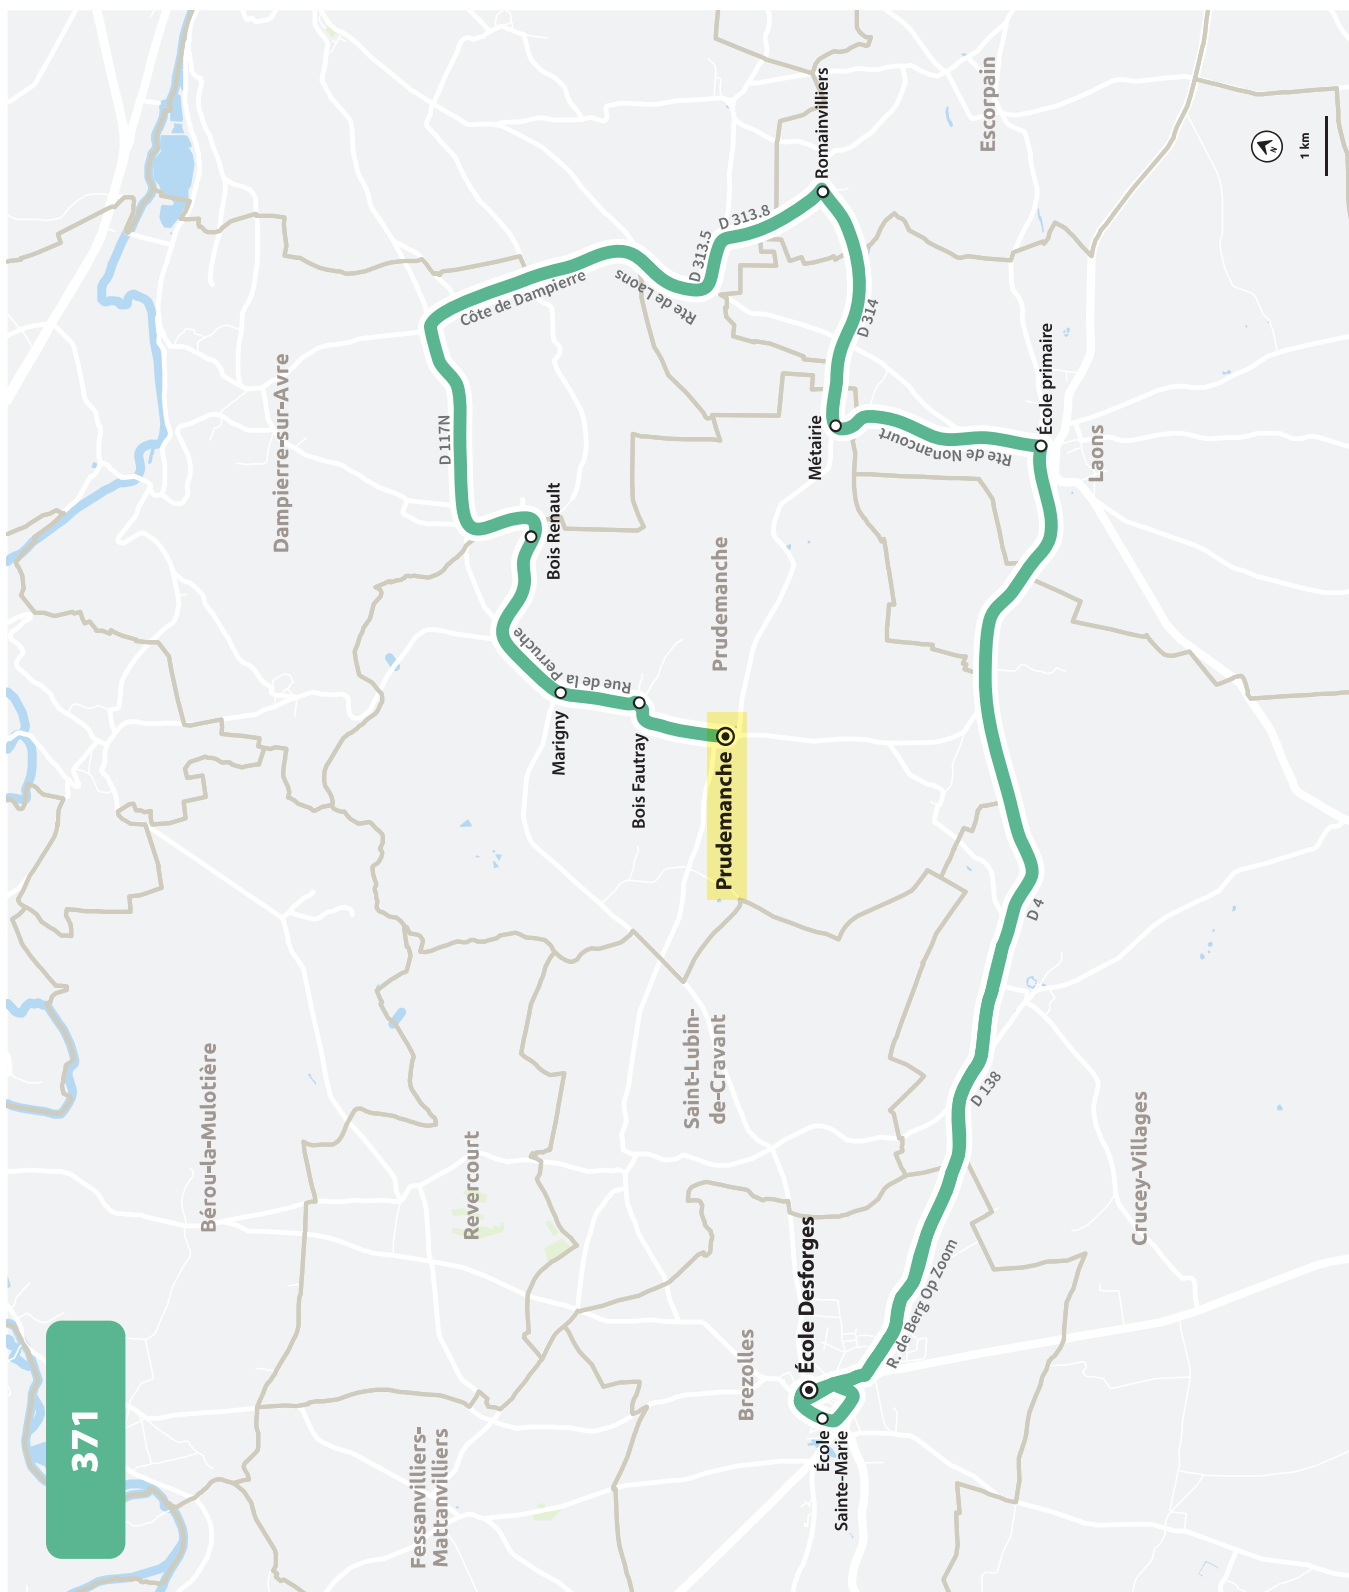 371
Fessanvilliers-
Mattanvilliers
Bérou-la-Mulotière
Revercourt
Brezolles
École
Sainte-Marie
École Desforges
R. de Berg Op Zoom
Crucey-Villages
Saint-Lubin-
de-Cravant
D 138
D 4
Prudemanche
Bois Fautray
Marigny
Rue de la Perruche
Prudemanche
Bois Renault
Dampierre-sur-Avre
D 117N
Côte de Dampierre
Rte de Laons
D 313.5
D 313.8
Romainvilliers
D 314
Métairie
Rte de Nonancourt
École primaire
Laons
Escorpain
N
1 km